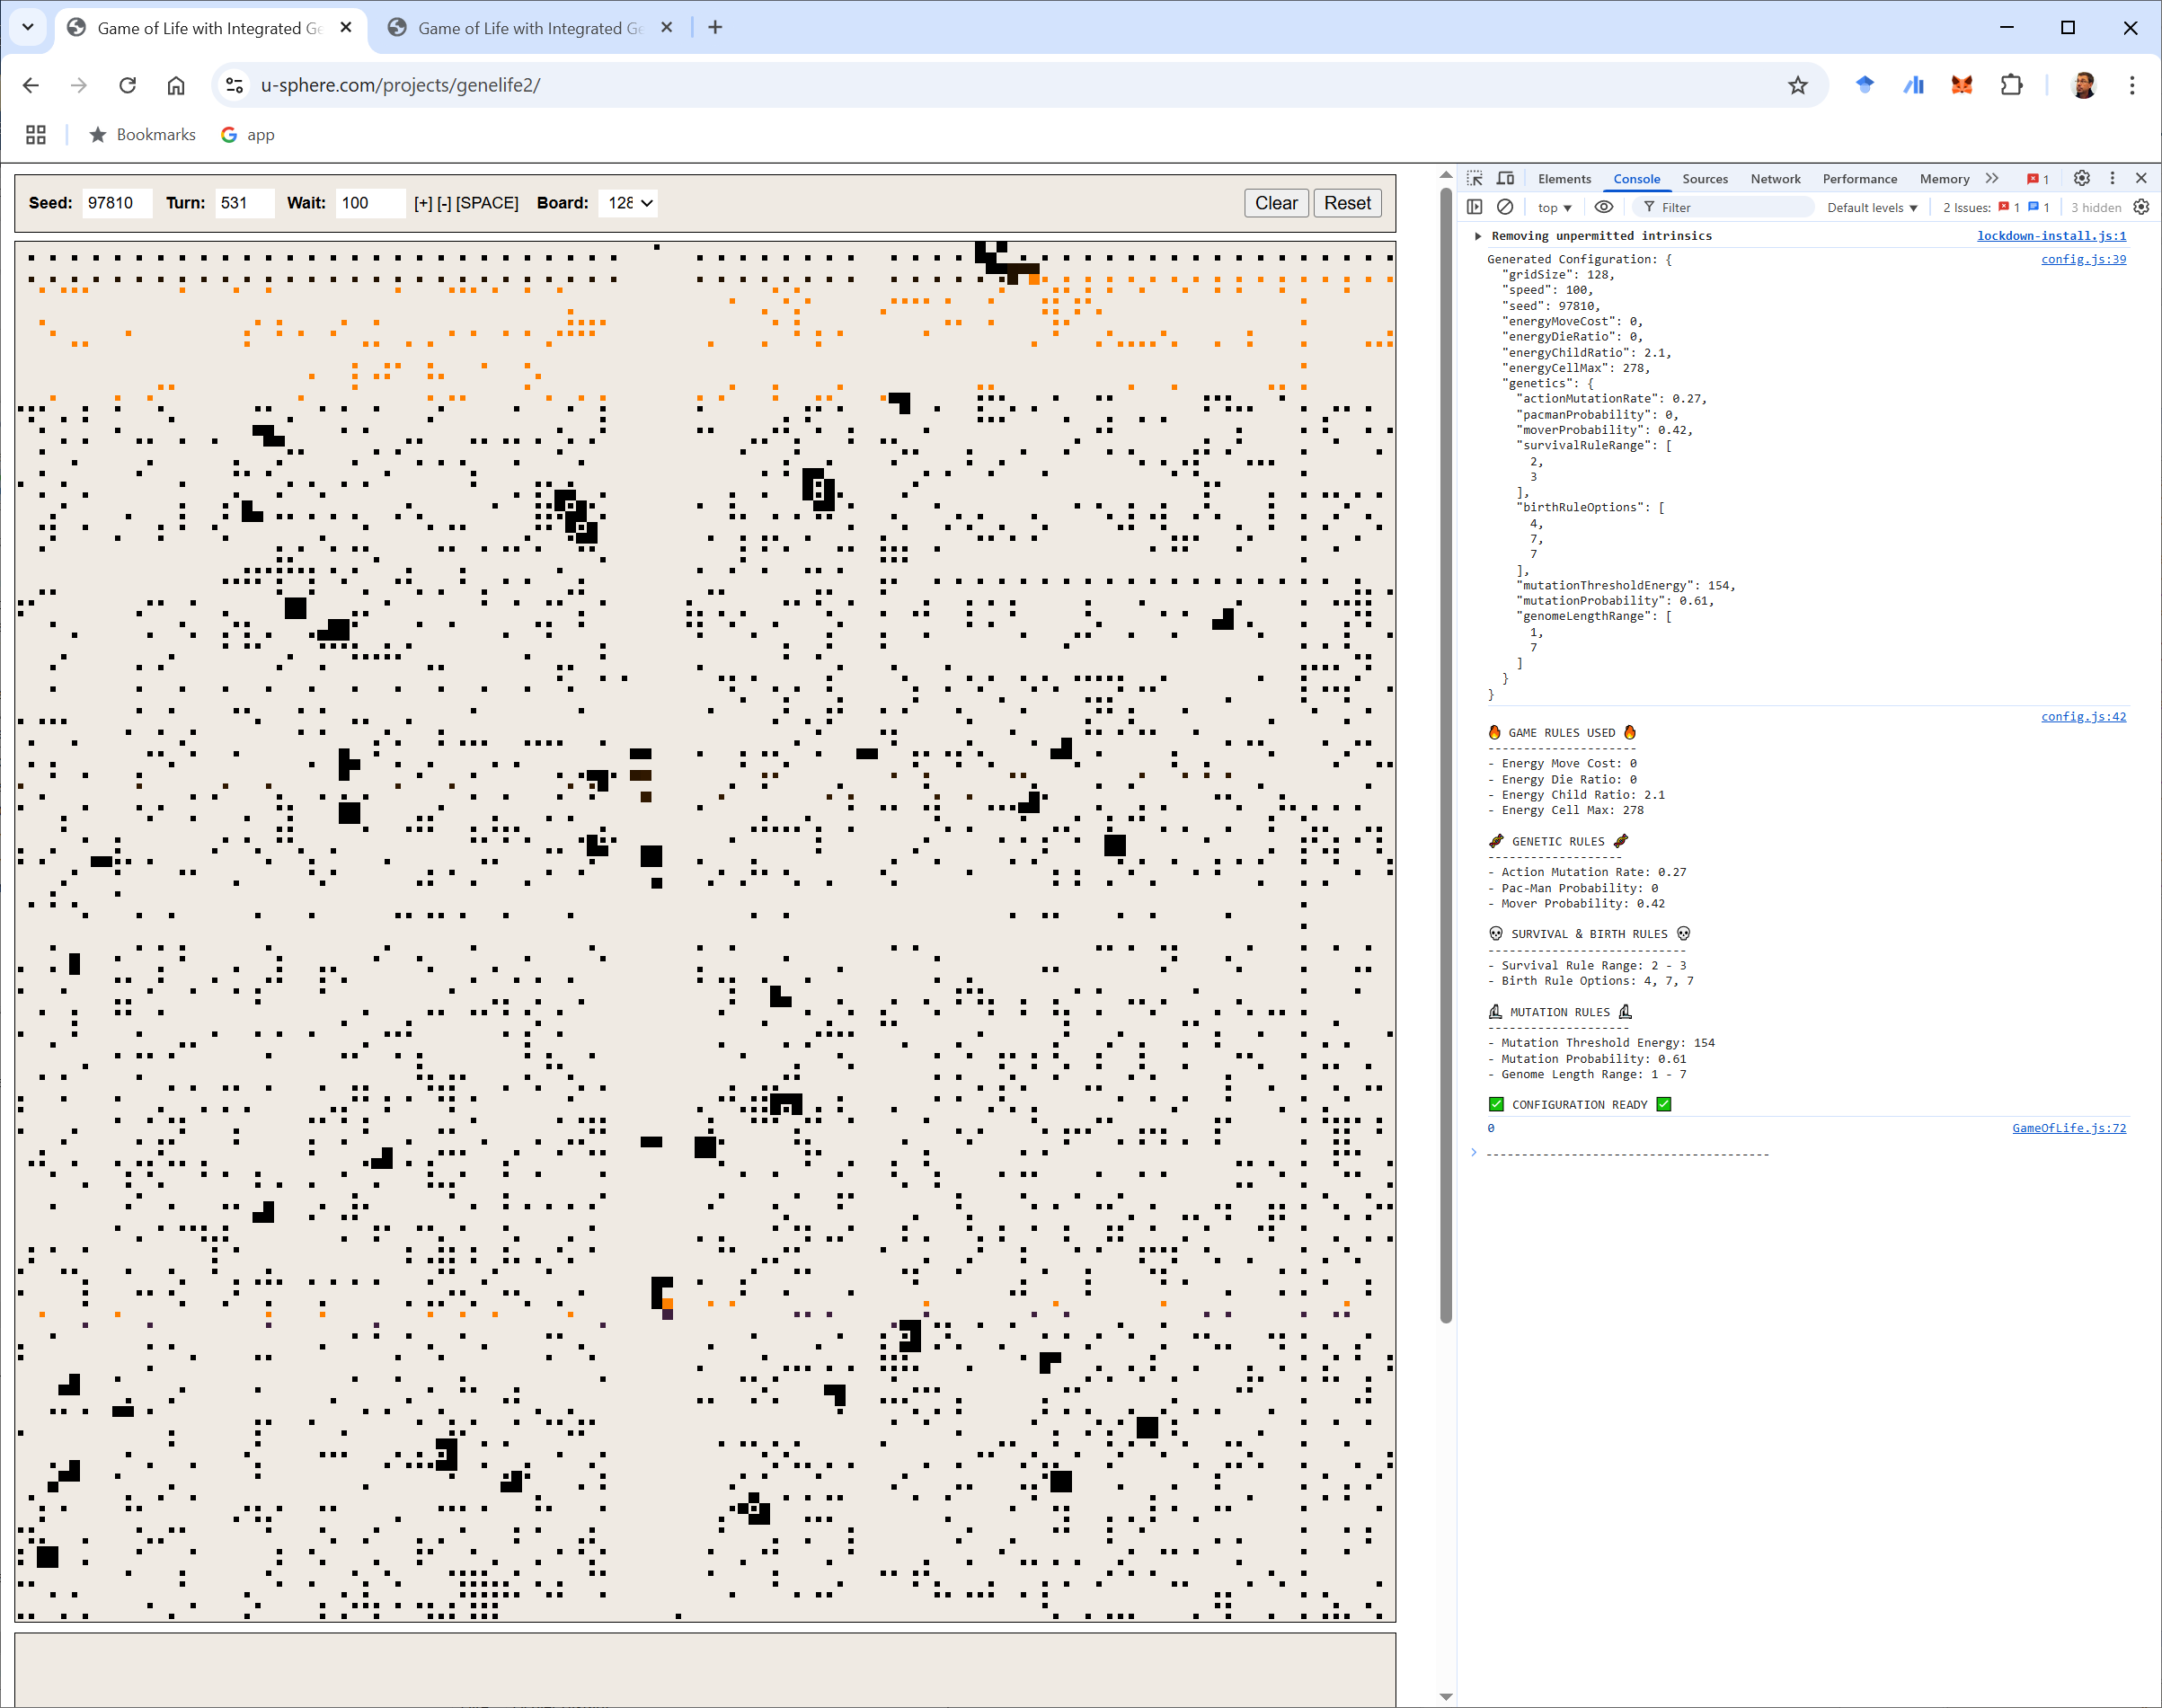 Game of Life with Integrated Ge
Game of Life with Integrated Ge
u-sphere.com/projects/genelife2/
Bookmarks
app
Seed: 97810 Turn: 531 Wait: 100 [+] [-] [SPACE] Board: 128
Clear Reset
Elements Console Sources Network Performance Memory 1
top Filter Default levels 2 Issues: 1 1 3 hidden
Removing unpermitted intrinsics lockdown-install.js:1
Generated Configuration: { config.js:39
"gridSize": 128,
"speed": 100,
"seed": 97810,
"energyMoveCost": 0,
"energyDieRatio": 0,
"energyChildRatio": 2.1,
"energyCellMax": 278,
"genetics": {
"actionMutationRate": 0.27,
"pacmanProbability": 0,
"moverProbability": 0.42,
"survivalRuleRange": [
2,
3
],
"birthRuleOptions": [
4,
7,
7
],
"mutationThresholdEnergy": 154,
"mutationProbability": 0.61,
"genomeLengthRange": [
1,
7
]
}
}
config.js:42
🔥 GAME RULES USED 🔥
---------------------
- Energy Move Cost: 0
- Energy Die Ratio: 0
- Energy Child Ratio: 2.1
- Energy Cell Max: 278
🧬 GENETIC RULES 🧬
-------------------
- Action Mutation Rate: 0.27
- Pac-Man Probability: 0
- Mover Probability: 0.42
💀 SURVIVAL & BIRTH RULES 💀
----------------------------
- Survival Rule Range: 2 - 3
- Birth Rule Options: 4, 7, 7
🔬 MUTATION RULES 🔬
--------------------
- Mutation Threshold Energy: 154
- Mutation Probability: 0.61
- Genome Length Range: 1 - 7
✅ CONFIGURATION READY ✅
----------------------------------------
0 GameOfLife.js:72